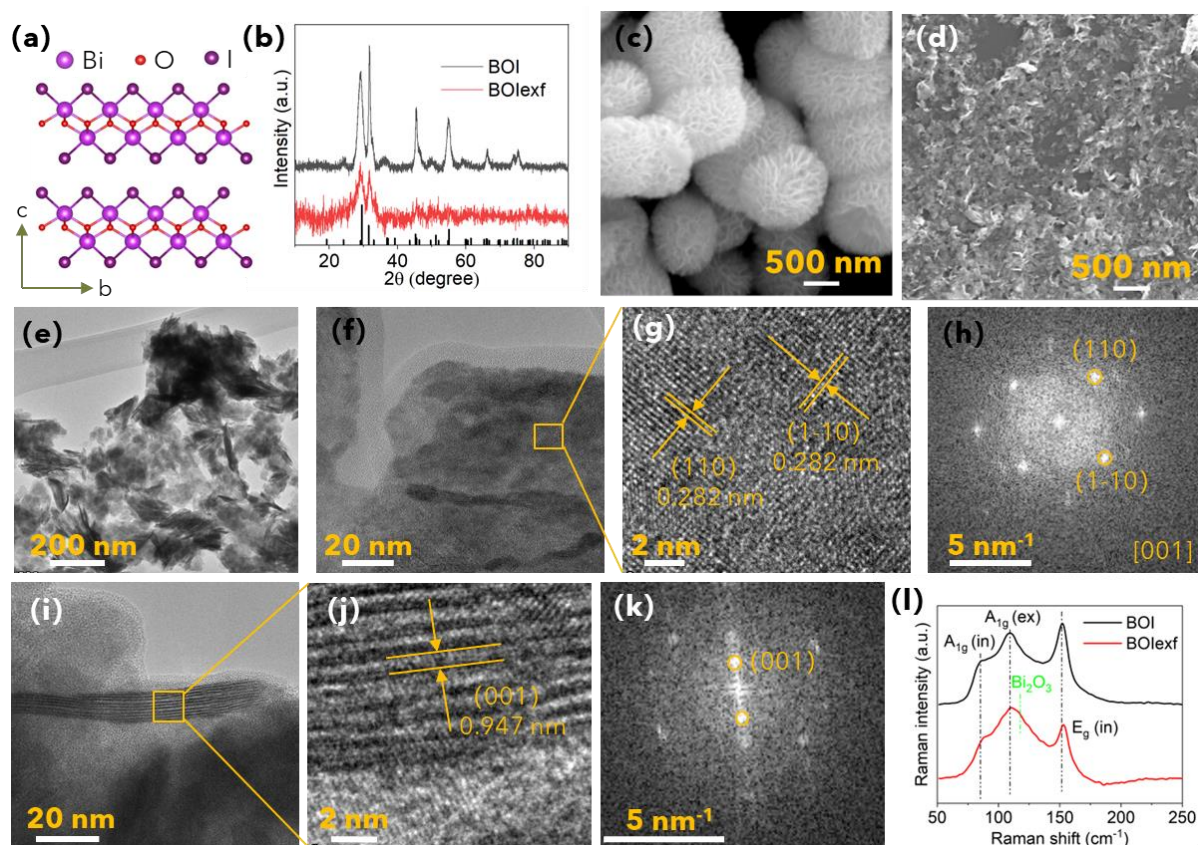 (a)
Bi O I
c
b
(b)
Intensity (a.u.)
BOI
BOIexf
20 40 60 80
2θ (degree)
(c)
500 nm
(d)
500 nm
(e)
200 nm
(f)
20 nm
(g)
(110)
0.282 nm
(1-10)
0.282 nm
2 nm
(h)
(110)
(1-10)
5 nm⁻¹
[001]
(i)
20 nm
(j)
(001)
0.947 nm
2 nm
(k)
(001)
5 nm⁻¹
(l)
Raman intensity (a.u.)
A₁g (in)
A₁g (ex)
BOI
BOIexf
Bi₂O₃
Eg (in)
50 100 150 200 250
Raman shift (cm⁻¹)